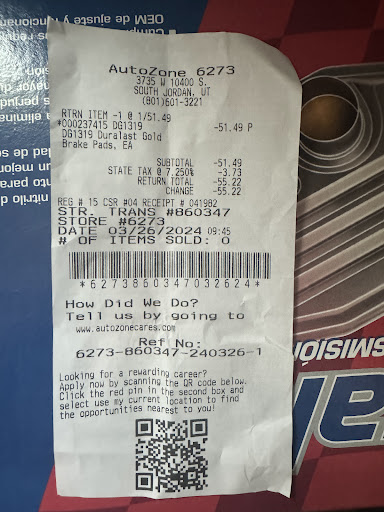 AutoZone 6273
3735 W 10400 S.
SOUTH JORDAN, UT
(801)601-3221
RTRN ITEM -1 @ 1/51.49
*000237415 DG1319 -51.49 P
DG1319 Duralast Gold
Brake Pads, EA
SUBTOTAL -51.49
STATE TAX @ 7.250% -3.73
RETURN TOTAL -55.22
CHANGE -55.22
REG # 15 CSR #04 RECEIPT # 041982
STR. TRANS #860347
STORE #6273
DATE 03/26/2024 09:45
# OF ITEMS SOLD: 0
*6273860347032624*
How Did We Do?
Tell us by going to
www.autozonecares.com
Ref No:
6273-860347-240326-1
Looking for a rewarding career?
Apply now by scanning the QR code below.
Click the red pin in the second box and
select use my current location to find
the opportunities nearest to you!
OEM de ajuste y